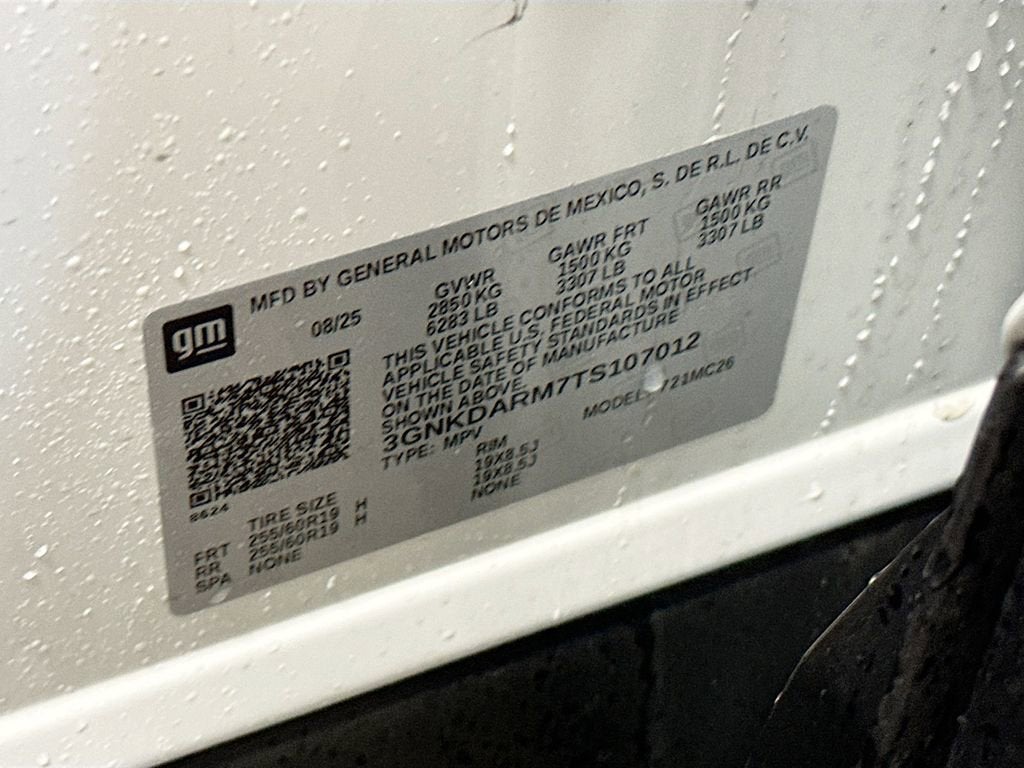 MFD BY GENERAL MOTORS DE MEXICO, S. DE R.L. DE C.V.
gm
08/25
GVWR GAWR FRT GAWR RR
2850 KG 1500 KG 1500 KG
6283 LB 3307 LB 3307 LB
THIS VEHICLE CONFORMS TO ALL
APPLICABLE U.S. FEDERAL MOTOR
VEHICLE SAFETY STANDARDS IN EFFECT
ON THE DATE OF MANUFACTURE
SHOWN ABOVE.
3GNKDARM7TS107012
TYPE: MPV MODEL: 721MC26
8624
TIRE SIZE RIM
FRT 255/60R19 H 19X8.5J
RR 255/60R19 H 19X8.5J
SPA NONE NONE